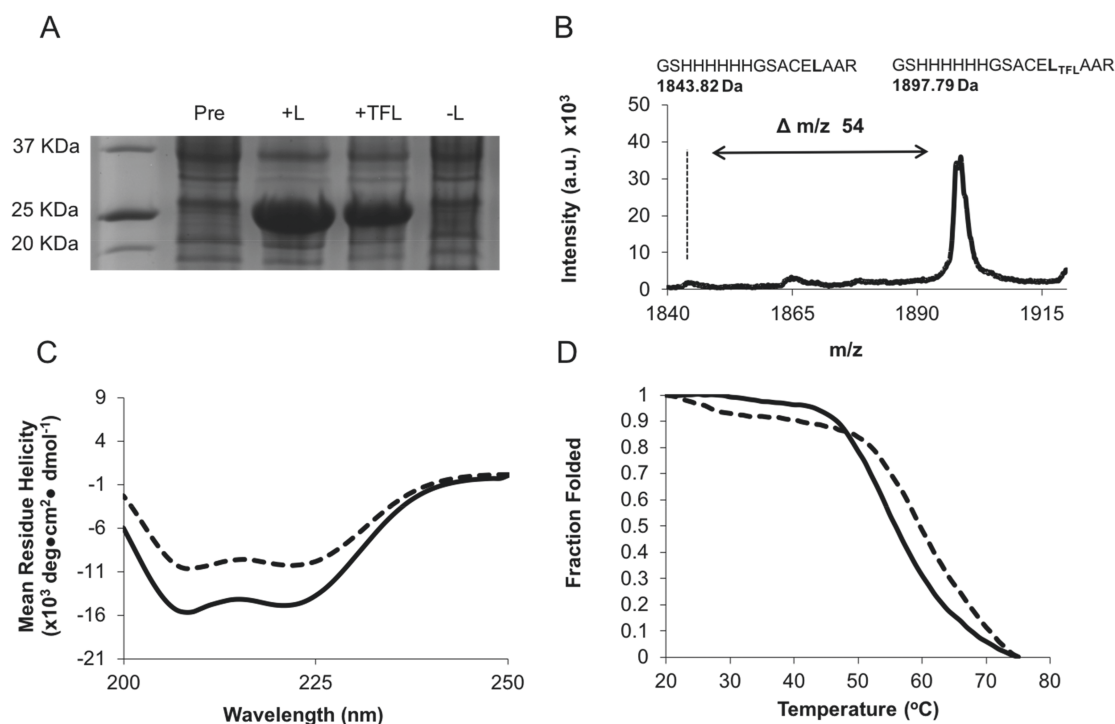 A
Pre +L +TFL -L
37 KDa
25 KDa
20 KDa
B
GSHHHHHHGSACELAAR GSHHHHHHGSACELTFLAAR
1843.82 Da 1897.79 Da
Δ m/z 54
Intensity (a.u.) x10³
50
40
30
20
10
0
1840 1865 1890 1915
m/z
C
Mean Residue Helicity
(x10³ deg●cm²● dmol⁻¹)
9
4
-1
-6
-11
-16
-21
200 225 250
Wavelength (nm)
D
Fraction Folded
1
0.9
0.8
0.7
0.6
0.5
0.4
0.3
0.2
0.1
0
20 30 40 50 60 70 80
Temperature (ºC)